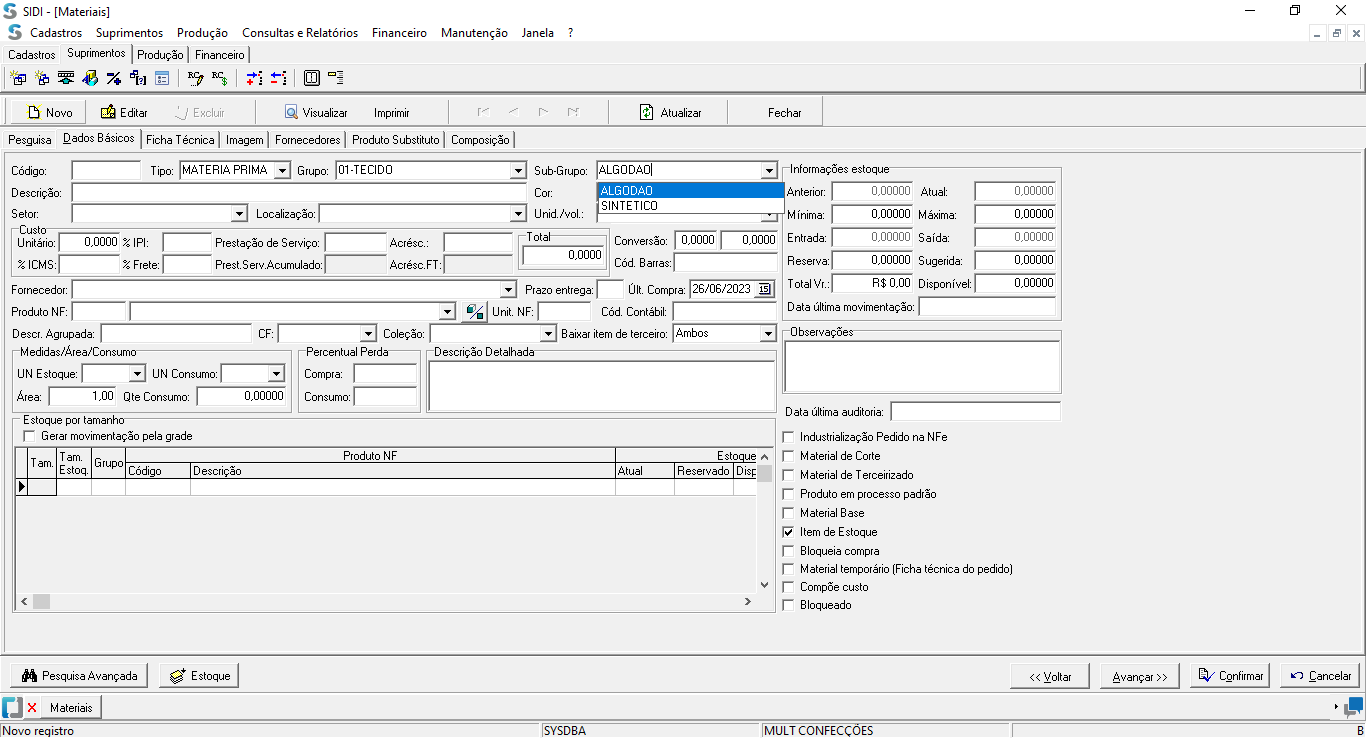 SIDI - [Materiais]
Cadastros Suprimentos Produção Consultas e Relatórios Financeiro Manutenção Janela ?
Cadastros Suprimentos Produção Financeiro
Novo Editar Excluir Visualizar Imprimir Atualizar Fechar
Pesquisa Dados Básicos Ficha Técnica Imagem Fornecedores Produto Substituto Composição
Código: Tipo: MATERIA PRIMA Grupo: 01-TECIDO Sub-Grupo: ALGODAO
Descrição: Cor: ALGODAO
SINTETICO
Setor: Localização: Unid./vol.:
Custo
Unitário: 0,0000 % IPI: Prestação de Serviço: Acrésc.: Total 0,0000 Conversão: 0,0000 0,0000
% ICMS: % Frete: Prest.Serv.Acumulado: Acrésc.FT: Cód. Barras:
Fornecedor: Prazo entrega: Últ. Compra: 26/06/2023 15
Produto NF: Unit. NF: Cód. Contábil:
Descr. Agrupada: CF: Coleção: Baixar item de terceiro: Ambos
Medidas/Área/Consumo
UN Estoque: UN Consumo:
Área: 1,00 Qte Consumo: 0,00000
Percentual Perda
Compra:
Consumo:
Descrição Detalhada
Estoque por tamanho
Gerar movimentação pela grade
Tam. Tam. Estoq. Grupo Produto NF Estoque
Código Descrição Atual Reservado Disp
Informações estoque
Anterior: 0,00000 Atual: 0,00000
Mínima: 0,00000 Máxima: 0,00000
Entrada: 0,00000 Saída: 0,00000
Reserva: 0,00000 Sugerida: 0,00000
Total Vr.: R$ 0,00 Disponível: 0,00000
Data última movimentação:
Observações
Data última auditoria:
Industrialização Pedido na NFe
Material de Corte
Material de Terceirizado
Produto em processo padrão
Material Base
Item de Estoque
Bloqueia compra
Material temporário (Ficha técnica do pedido)
Compõe custo
Bloqueado
Pesquisa Avançada Estoque << Voltar Avançar >> Confirmar Cancelar
Materiais
Novo registro SYSDBA MULT CONFECÇÕES B